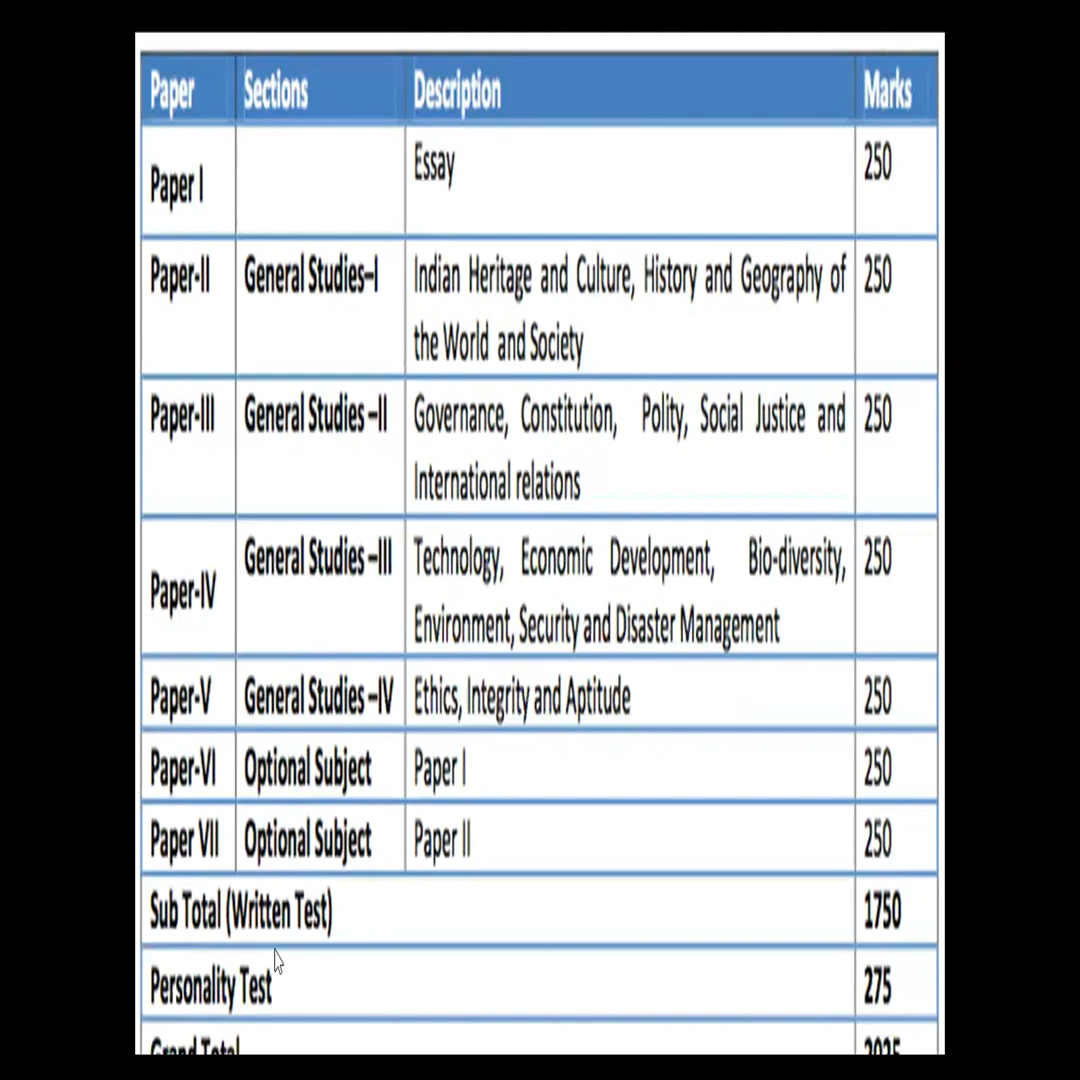 Paper Sections Description Marks
Paper I Essay 250
Paper-II General Studies–I Indian Heritage and Culture, History and Geography of 250
the World and Society
Paper-III General Studies –II Governance, Constitution, Polity, Social Justice and 250
International relations
Paper-IV General Studies –III Technology, Economic Development, Bio-diversity, 250
Environment, Security and Disaster Management
Paper-V General Studies –IV Ethics, Integrity and Aptitude 250
Paper-VI Optional Subject Paper I 250
Paper VII Optional Subject Paper II 250
Sub Total (Written Test) 1750
Personality Test 275
Grand Total 2025